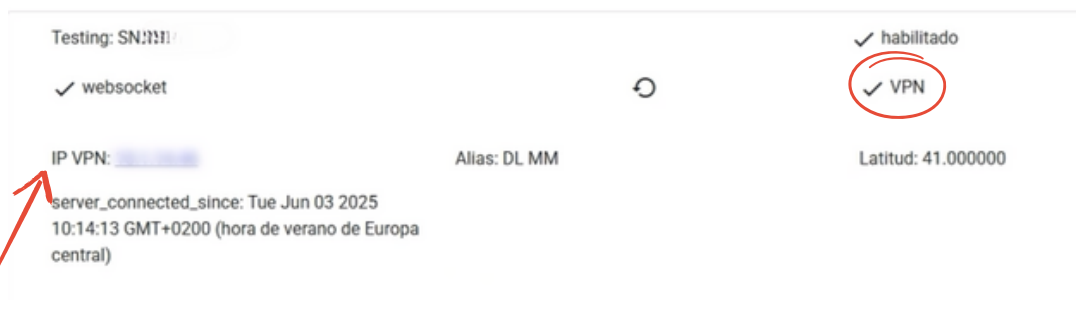 Testing:
habilitado
websocket
VPN
IP VPN:
Alias: DL MM
Latitud: 41.000000
server_connected_since: Tue Jun 03 2025
10:14:13 GMT+0200 (hora de verano de Europa
central)